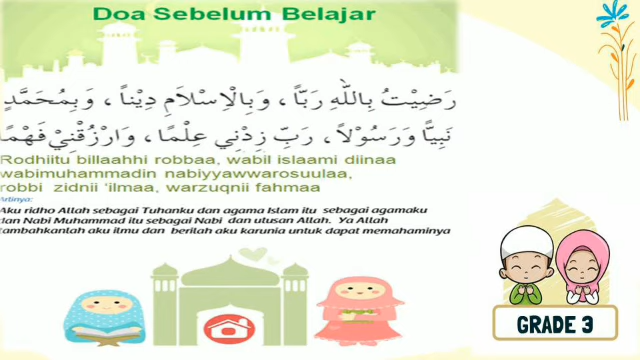 Doa Sebelum Belajar
رَضِيْتُ بِاللّٰهِ رَبًّا، وَبِالْاِسْلَامِ دِيْنًا، وَبِمُحَمَّدٍ
نَبِيًّا وَرَسُوْلًا، رَبِّ زِدْنِي عِلْمًا، وَارْزُقْنِيْ فَهْمًا
Rodhiitu billaahhi robbaa, wabil islaami diinaa
wabimuhammadin nabiyyawwarosuulaa,
robbi zidnii 'ilmaa, warzuqnii fahmaa
Artinya:
Aku ridho Allah sebagai Tuhanku dan agama Islam itu sebagai agamaku
dan Nabi Muhammad itu sebagai Nabi dan utusan Allah. Ya Allah
tambahkanlah aku ilmu dan berilah aku karunia untuk dapat memahaminya
GRADE 3